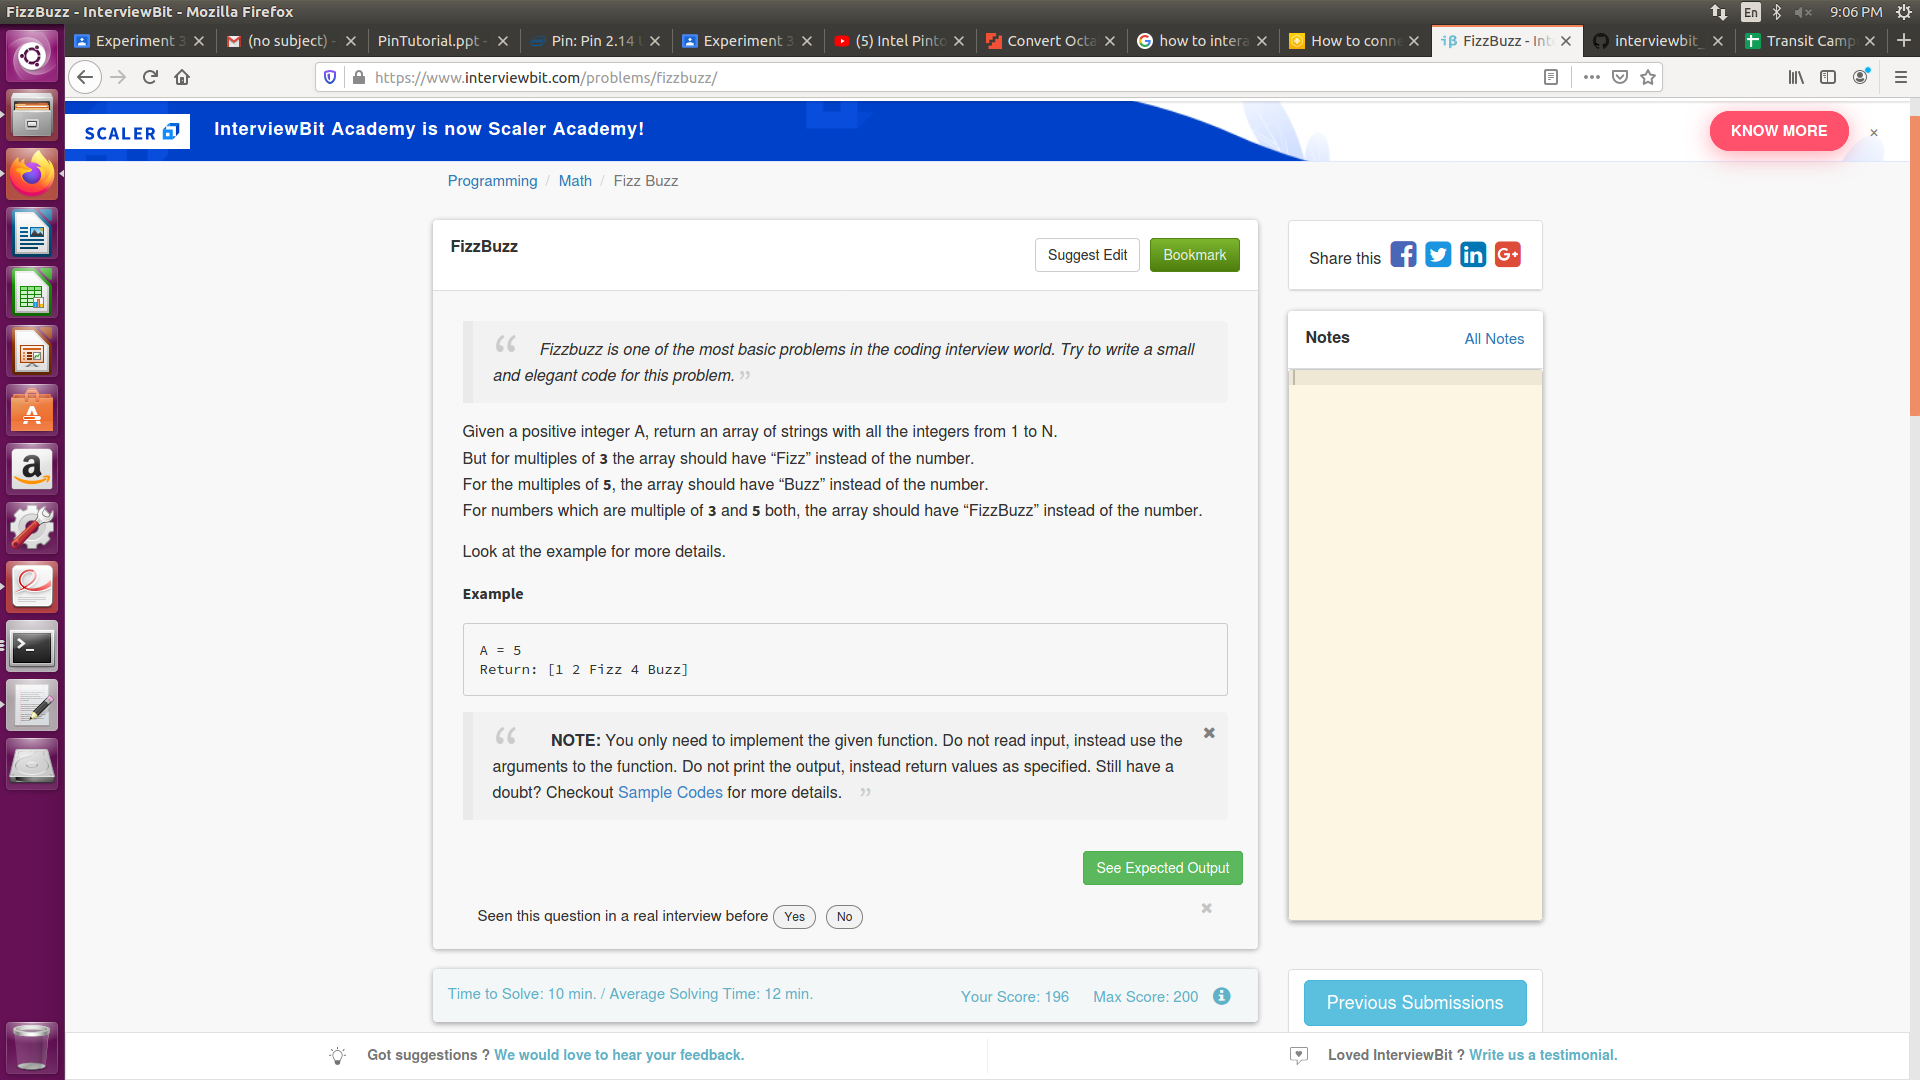 FizzBuzz - InterviewBit - Mozilla Firefox
En
9:06 PM
Experiment 3
(no subject) -
PinTutorial.ppt -
Pin: Pin 2.14
Experiment 3
(5) Intel Pinto
Convert Octa
how to intera
How to conne
FizzBuzz - Int
interviewbit_
Transit Camp
https://www.interviewbit.com/problems/fizzbuzz/
SCALER
InterviewBit Academy is now Scaler Academy!
KNOW MORE
×
Programming / Math / Fizz Buzz
FizzBuzz
Suggest Edit
Bookmark
Share this
“ Fizzbuzz is one of the most basic problems in the coding interview world. Try to write a small
and elegant code for this problem. ”
Given a positive integer A, return an array of strings with all the integers from 1 to N.
But for multiples of 3 the array should have “Fizz” instead of the number.
For the multiples of 5, the array should have “Buzz” instead of the number.
For numbers which are multiple of 3 and 5 both, the array should have “FizzBuzz” instead of the number.
Look at the example for more details.
Example
A = 5
Return: [1 2 Fizz 4 Buzz]
“ NOTE: You only need to implement the given function. Do not read input, instead use the
arguments to the function. Do not print the output, instead return values as specified. Still have a
doubt? Checkout Sample Codes for more details. ”
See Expected Output
Seen this question in a real interview before Yes No
Notes
All Notes
Time to Solve: 10 min. / Average Solving Time: 12 min.
Your Score: 196
Max Score: 200
Previous Submissions
Got suggestions ? We would love to hear your feedback.
Loved InterviewBit ? Write us a testimonial.